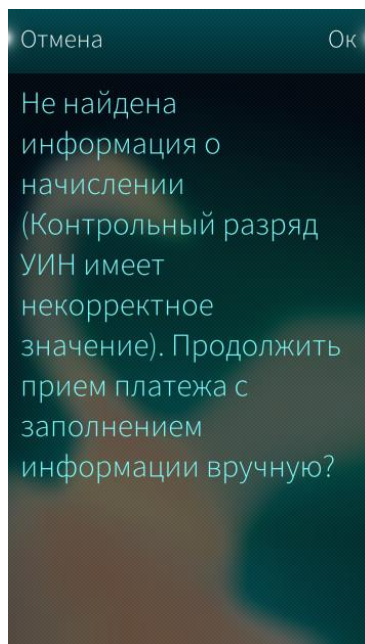 Отмена Ок
Не найдена
информация о
начислении
(Контрольный разряд
УИН имеет
некорректное
значение). Продолжить
прием платежа с
заполнением
информации вручную?